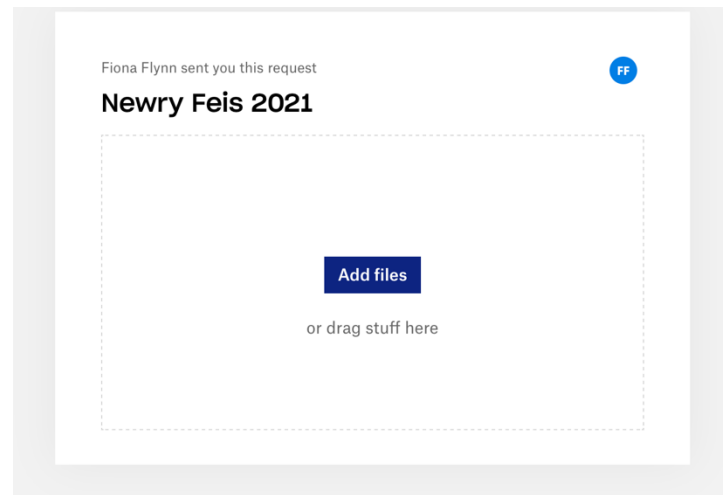 Fiona Flynn sent you this request
FF
Newry Feis 2021
Add files
or drag stuff here